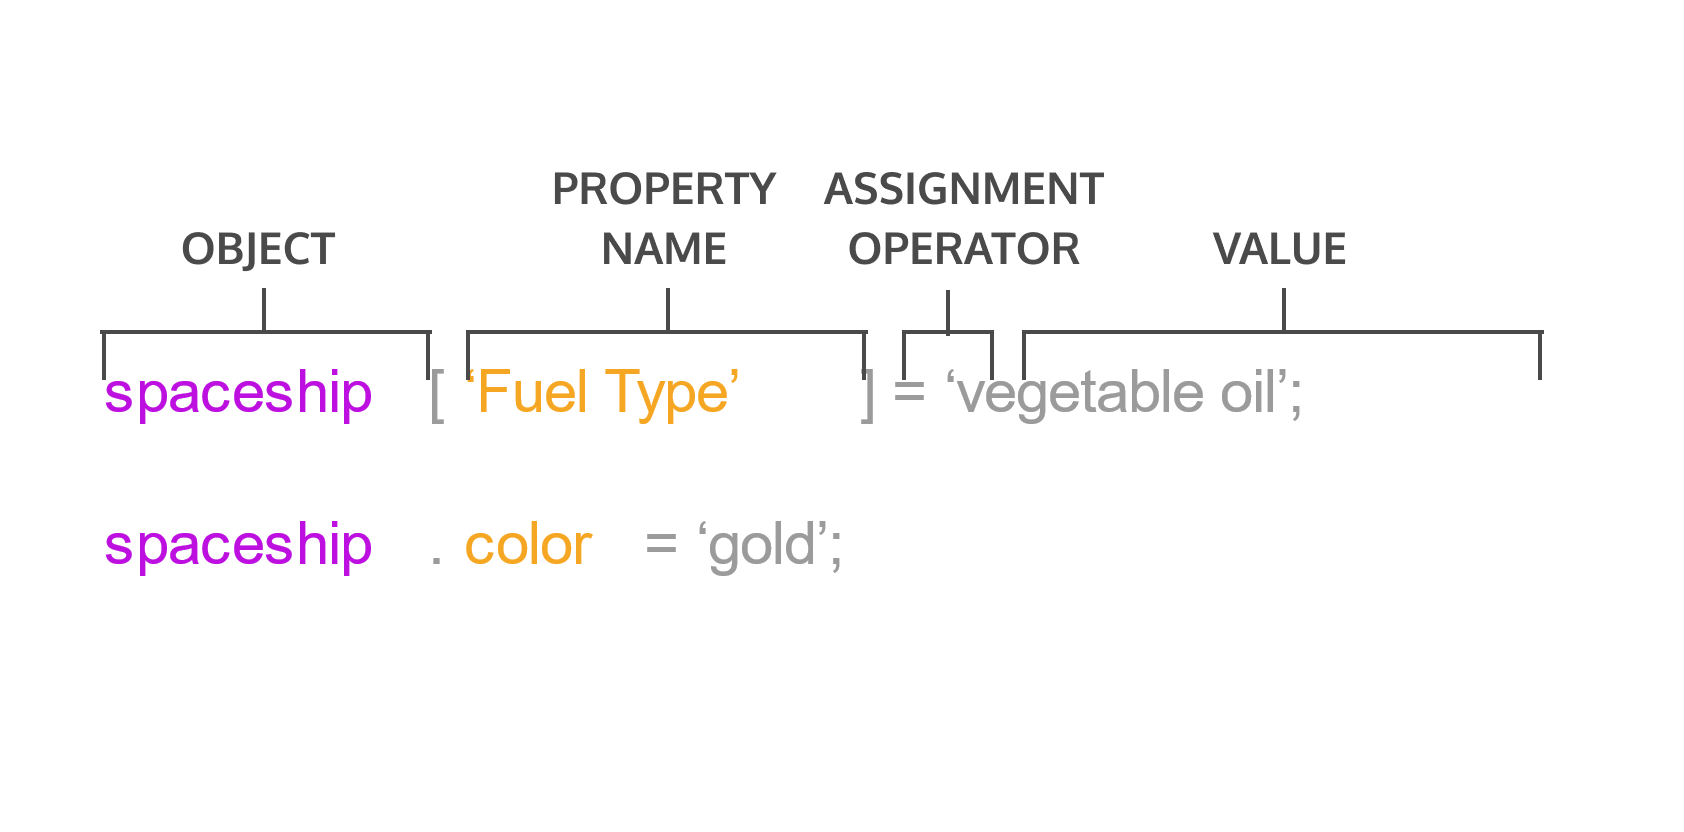 PROPERTY ASSIGNMENT
OBJECT NAME OPERATOR VALUE
spaceship [ ‘Fuel Type’ ] = ‘vegetable oil’;
spaceship . color = ‘gold’;